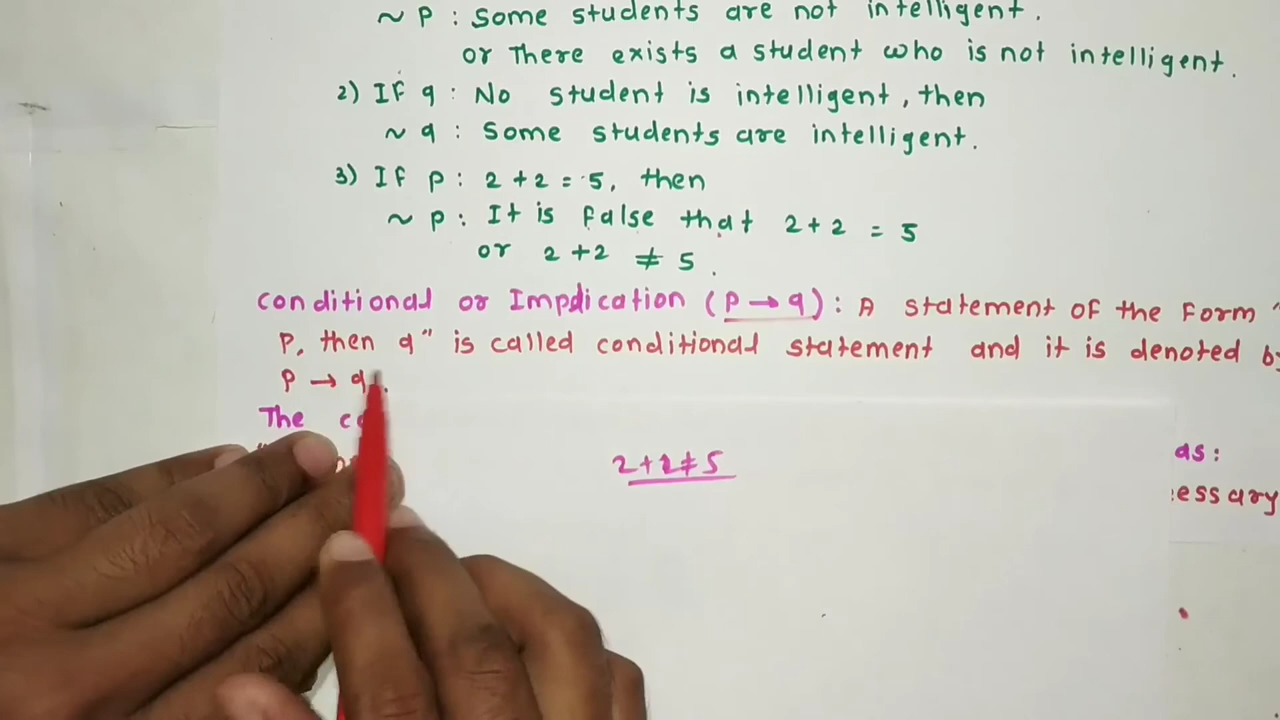 ~ p : Some students are not intelligent.
or There exists a student who is not intelligent.
2) If q : No student is intelligent, then
~ q : Some students are intelligent.
3) If p : 2 + 2 = 5, then
~ p : It is false that 2 + 2 = 5
or 2 + 2 ≠ 5.
Conditional or Implication (p → q) : A statement of the form "
p, then q" is called conditional statement and it is denoted by
p → q.
The
as:
2 + 2 ≠ 5